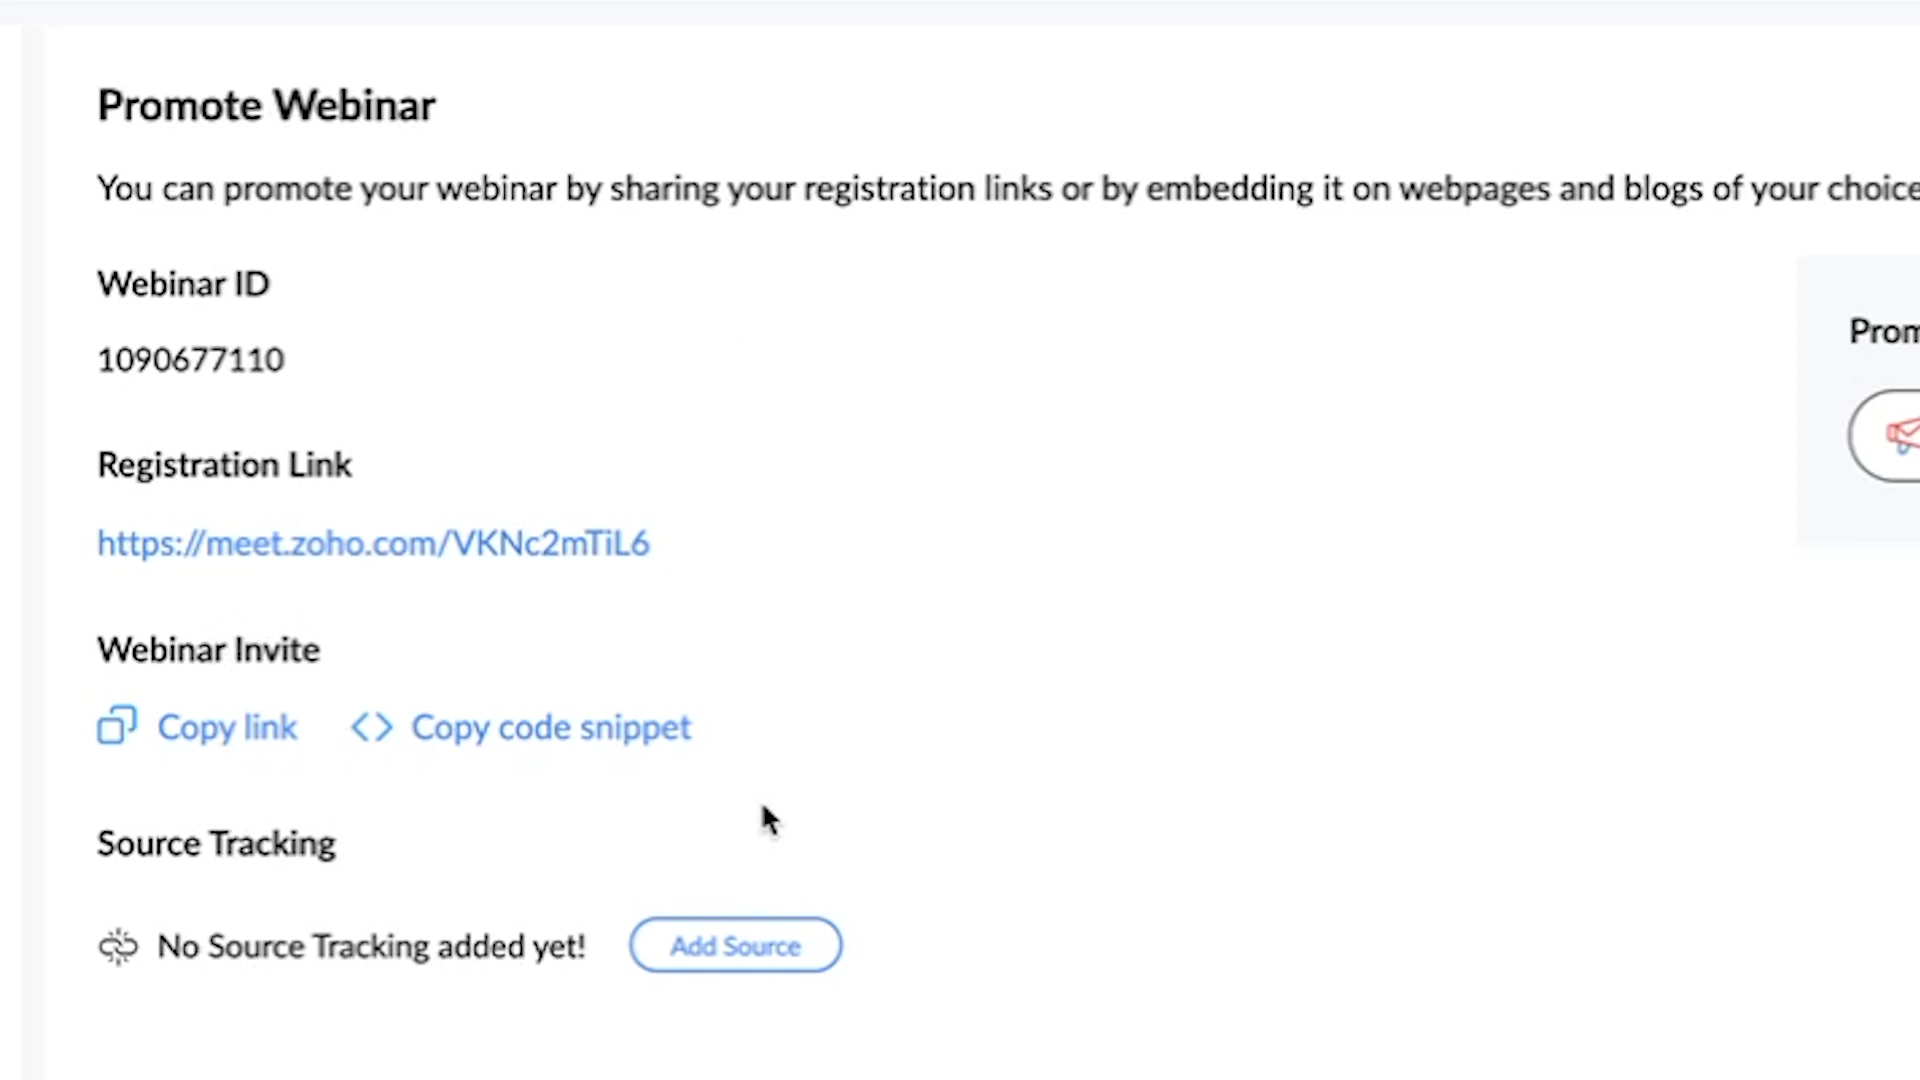 Promote Webinar
You can promote your webinar by sharing your registration links or by embedding it on webpages and blogs of your choice
Webinar ID
1090677110
Prom
Registration Link
https://meet.zoho.com/VKNc2mTiL6
Webinar Invite
Copy link <> Copy code snippet
Source Tracking
No Source Tracking added yet! Add Source